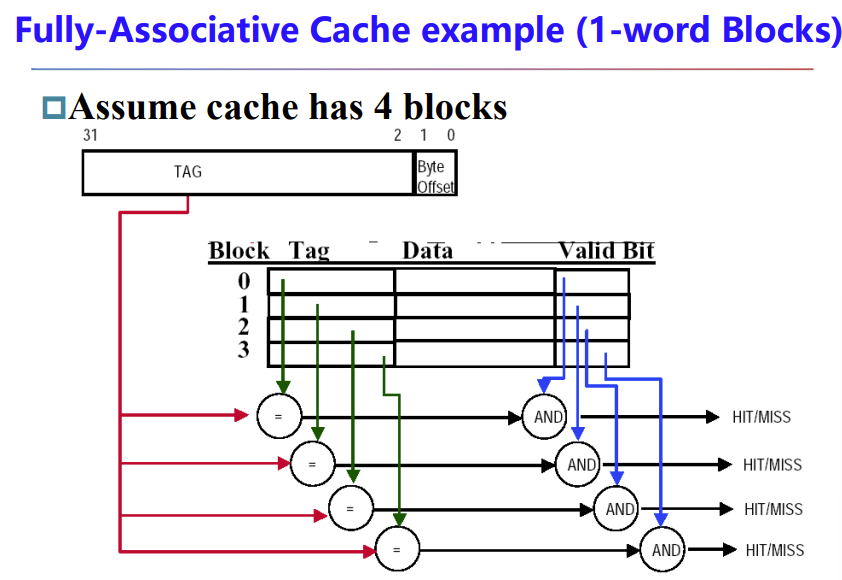 Fully-Associative Cache example (1-word Blocks)
Assume cache has 4 blocks
31 2 1 0
TAG
Byte
Offset
Block Tag Data Valid Bit
0
1
2
3
= AND HIT/MISS
= AND HIT/MISS
= AND HIT/MISS
= AND HIT/MISS